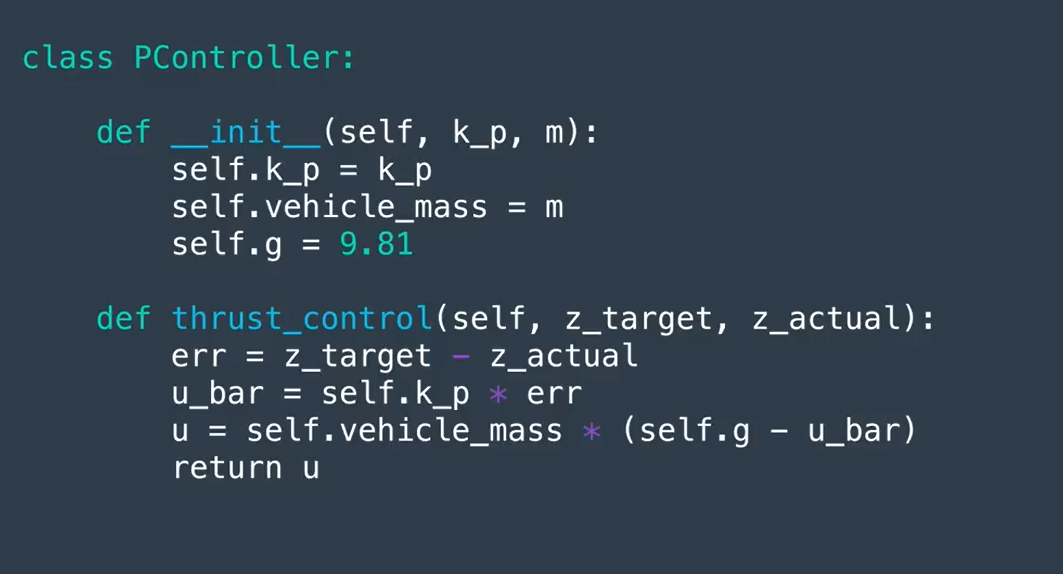 class PController:
    def __init__(self, k_p, m):
        self.k_p = k_p
        self.vehicle_mass = m
        self.g = 9.81
    def thrust_control(self, z_target, z_actual):
        err = z_target - z_actual
        u_bar = self.k_p * err
        u = self.vehicle_mass * (self.g - u_bar)
        return u